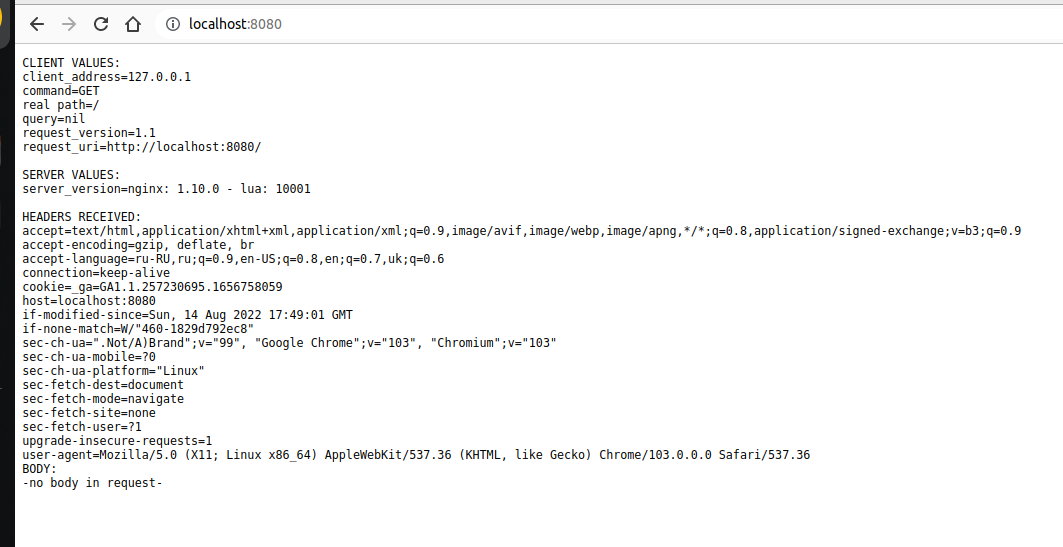 localhost:8080
CLIENT VALUES:
client_address=127.0.0.1
command=GET
real path=/
query=nil
request_version=1.1
request_uri=http://localhost:8080/
SERVER VALUES:
server_version=nginx: 1.10.0 - lua: 10001
HEADERS RECEIVED:
accept=text/html,application/xhtml+xml,application/xml;q=0.9,image/avif,image/webp,image/apng,*/*;q=0.8,application/signed-exchange;v=b3;q=0.9
accept-encoding=gzip, deflate, br
accept-language=ru-RU,ru;q=0.9,en-US;q=0.8,en;q=0.7,uk;q=0.6
connection=keep-alive
cookie=_ga=GA1.1.257230695.1656758059
host=localhost:8080
if-modified-since=Sun, 14 Aug 2022 17:49:01 GMT
if-none-match=W/"460-1829d792ec8"
sec-ch-ua=".Not/A)Brand";v="99", "Google Chrome";v="103", "Chromium";v="103"
sec-ch-ua-mobile=?0
sec-ch-ua-platform="Linux"
sec-fetch-dest=document
sec-fetch-mode=navigate
sec-fetch-site=none
sec-fetch-user=?1
upgrade-insecure-requests=1
user-agent=Mozilla/5.0 (X11; Linux x86_64) AppleWebKit/537.36 (KHTML, like Gecko) Chrome/103.0.0.0 Safari/537.36
BODY:
-no body in request-